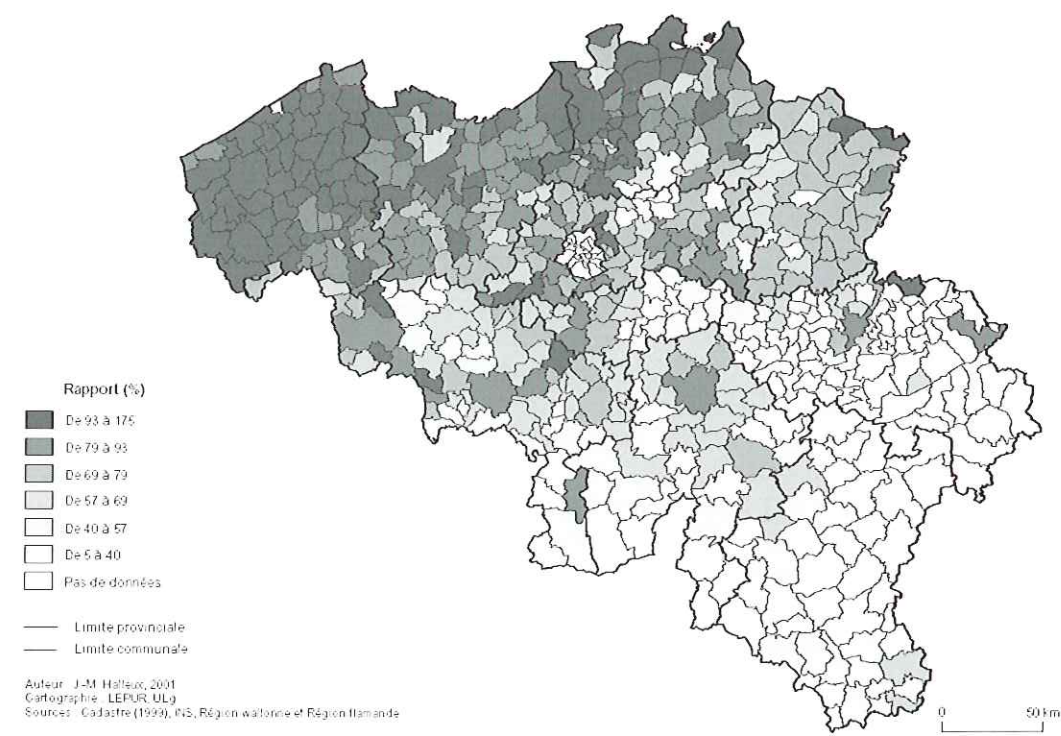 Rapport (%)
De 93 à 175
De 79 à 93
De 69 à 79
De 57 à 69
De 40 à 57
De 5 à 40
Pas de données
Limite provinciale
Limite communale
Auteur : J.-M. Halleux, 2001
Cartographie : LEPUR, ULg
Sources : Cadastre (1999), INS, Région wallonne et Région flamande
0 50 km